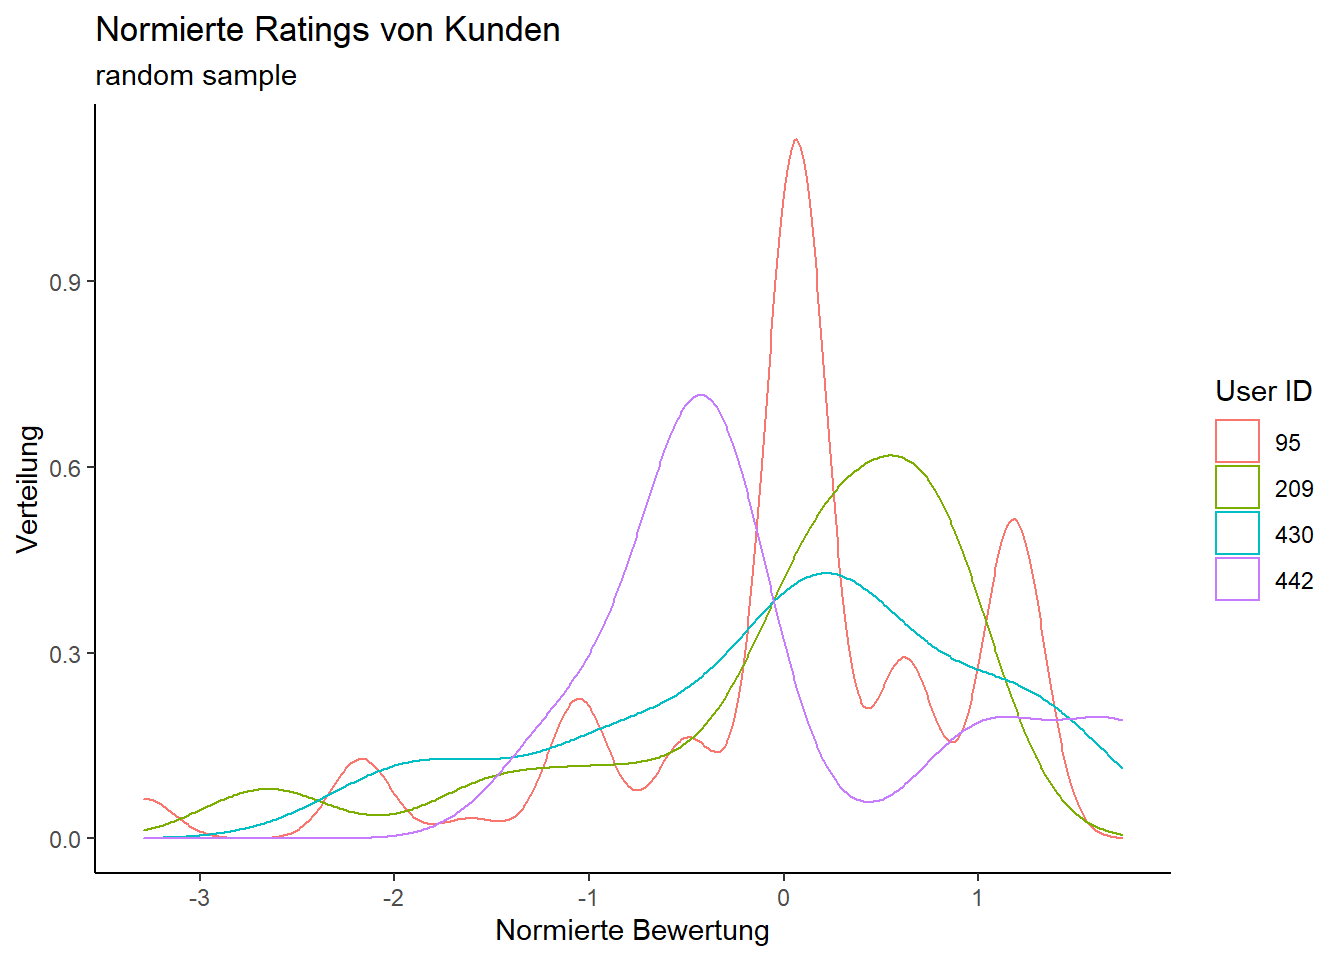 Normierte Ratings von Kunden
random sample
Verteilung
0.9
0.6
0.3
0.0
-3
-2
-1
0
1
Normierte Bewertung
User ID
95
209
430
442